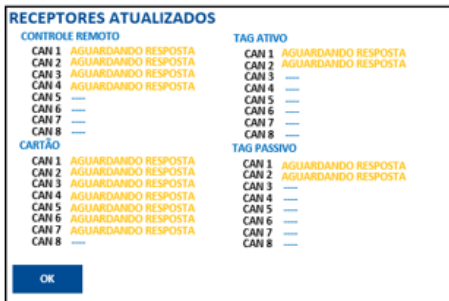 RECEPTORES ATUALIZADOS
CONTROLE REMOTO
CAN 1 AGUARDANDO RESPOSTA
CAN 2 AGUARDANDO RESPOSTA
CAN 3 AGUARDANDO RESPOSTA
CAN 4 AGUARDANDO RESPOSTA
CAN 5 ----
CAN 6 ----
CAN 7 ----
CAN 8 ----
TAG ATIVO
CAN 1 AGUARDANDO RESPOSTA
CAN 2 AGUARDANDO RESPOSTA
CAN 3 ----
CAN 4 ----
CAN 5 ----
CAN 6 ----
CAN 7 ----
CAN 8 ----
CARTÃO
CAN 1 AGUARDANDO RESPOSTA
CAN 2 AGUARDANDO RESPOSTA
CAN 3 AGUARDANDO RESPOSTA
CAN 4 AGUARDANDO RESPOSTA
CAN 5 AGUARDANDO RESPOSTA
CAN 6 AGUARDANDO RESPOSTA
CAN 7 AGUARDANDO RESPOSTA
CAN 8 ----
TAG PASSIVO
CAN 1 AGUARDANDO RESPOSTA
CAN 2 AGUARDANDO RESPOSTA
CAN 3 ----
CAN 4 ----
CAN 5 ----
CAN 6 ----
CAN 7 ----
CAN 8 ----
OK